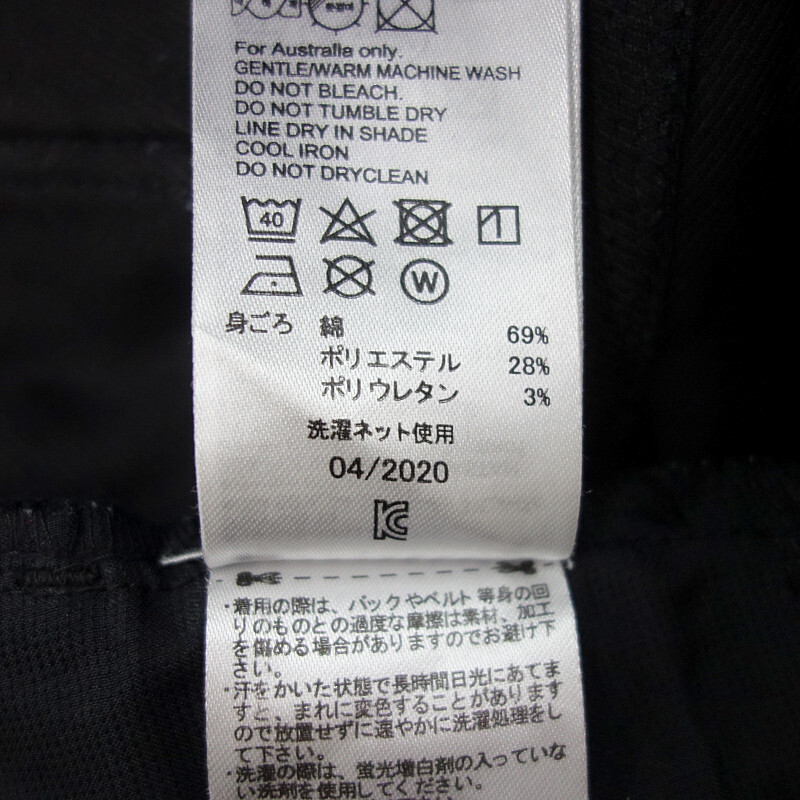 For Australia only.
GENTLE/WARM MACHINE WASH
DO NOT BLEACH.
DO NOT TUMBLE DRY
LINE DRY IN SHADE
COOL IRON
DO NOT DRYCLEAN
40
W
身ごろ 綿 69%
ポリエステル 28%
ポリウレタン 3%
洗濯ネット使用
04/2020
・着用の際は、バックやベルト等身の回
りのものとの過度な摩擦は素材、加工
を傷める場合がありますのでお避け下
さい。
・汗をかいた状態で長時間日光にあてま
すと、まれに変色することがあります
ので放置せずに速やかに洗濯処理をし
て下さい。
・洗濯の際は、蛍光増白剤の入っていな
い洗剤を使用してください。